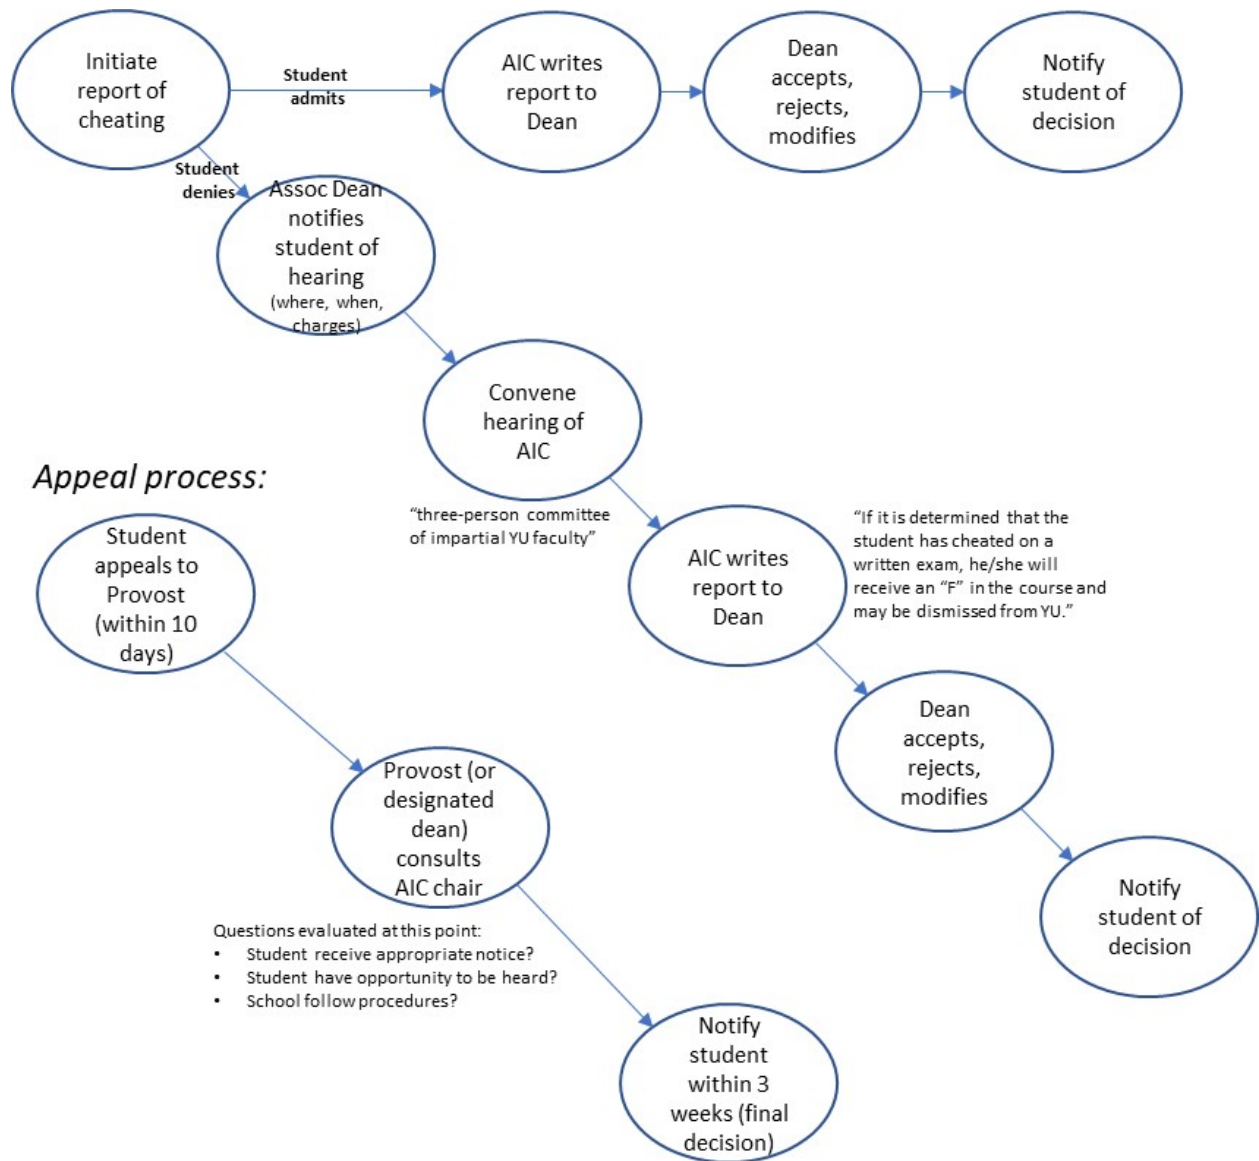 Initiate
report of
cheating
Student
admits
AIC writes
report to
Dean
Dean
accepts,
rejects,
modifies
Notify
student of
decision
Student
denies
Assoc Dean
notifies
student of
hearing
(where, when,
charges)
Convene
hearing of
AIC
"three-person committee
of impartial YU faculty"
AIC writes
report to
Dean
"If it is determined that the
student has cheated on a
written exam, he/she will
receive an "F" in the course and
may be dismissed from YU."
Dean
accepts,
rejects,
modifies
Notify
student of
decision
Appeal process:
Student
appeals to
Provost
(within 10
days)
Provost (or
designated
dean)
consults
AIC chair
Questions evaluated at this point:
• Student receive appropriate notice?
• Student have opportunity to be heard?
• School follow procedures?
Notify
student
within 3
weeks (final
decision)